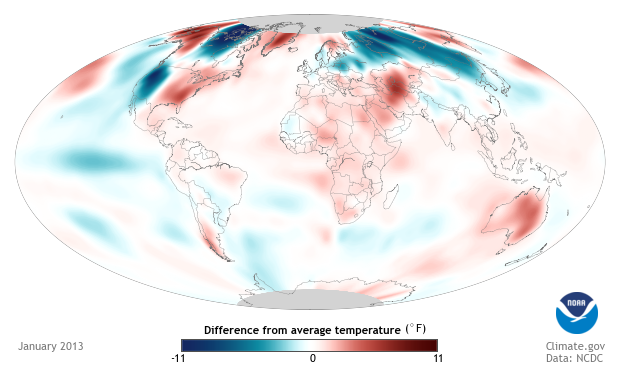 NOAA
Difference from average temperature (°F)
-11 0 11
January 2013
Climate.gov
Data: NCDC